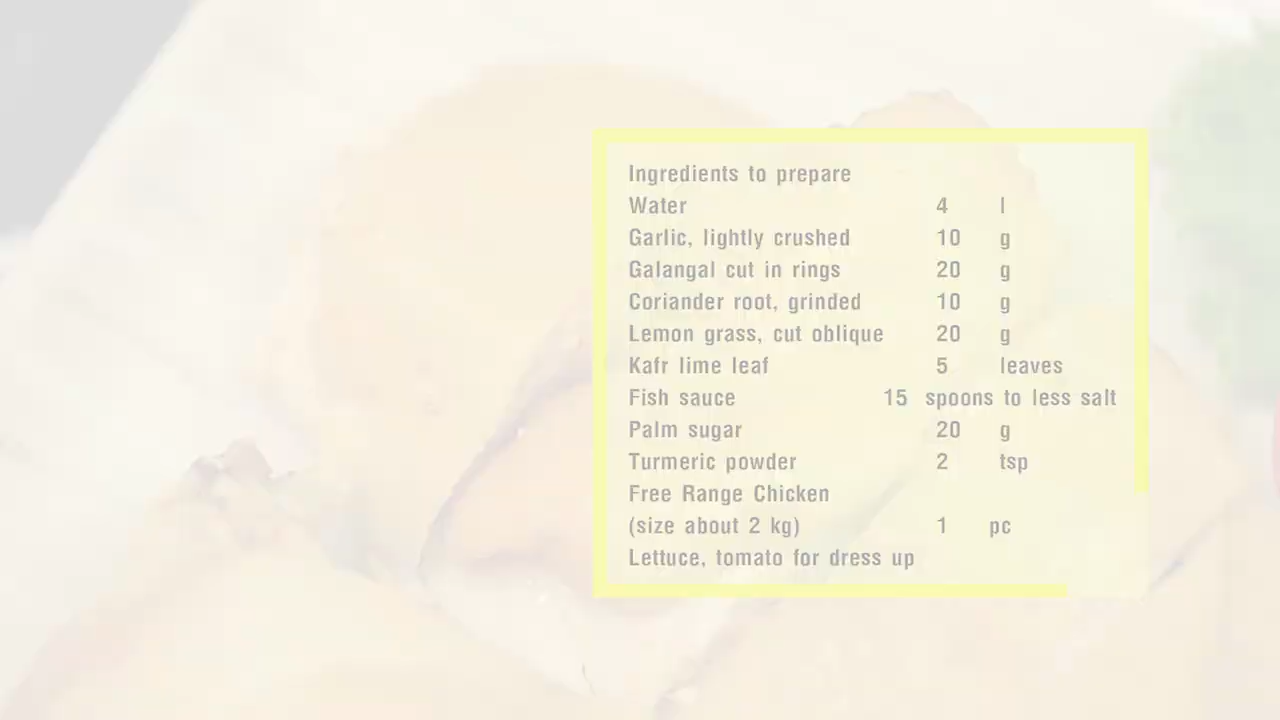 Ingredients to prepare
Water 4 l
Garlic, lightly crushed 10 g
Galangal cut in rings 20 g
Coriander root, grinded 10 g
Lemon grass, cut oblique 20 g
Kafr lime leaf 5 leaves
Fish sauce 15 spoons to less salt
Palm sugar 20 g
Turmeric powder 2 tsp
Free Range Chicken
(size about 2 kg) 1 pc
Lettuce, tomato for dress up